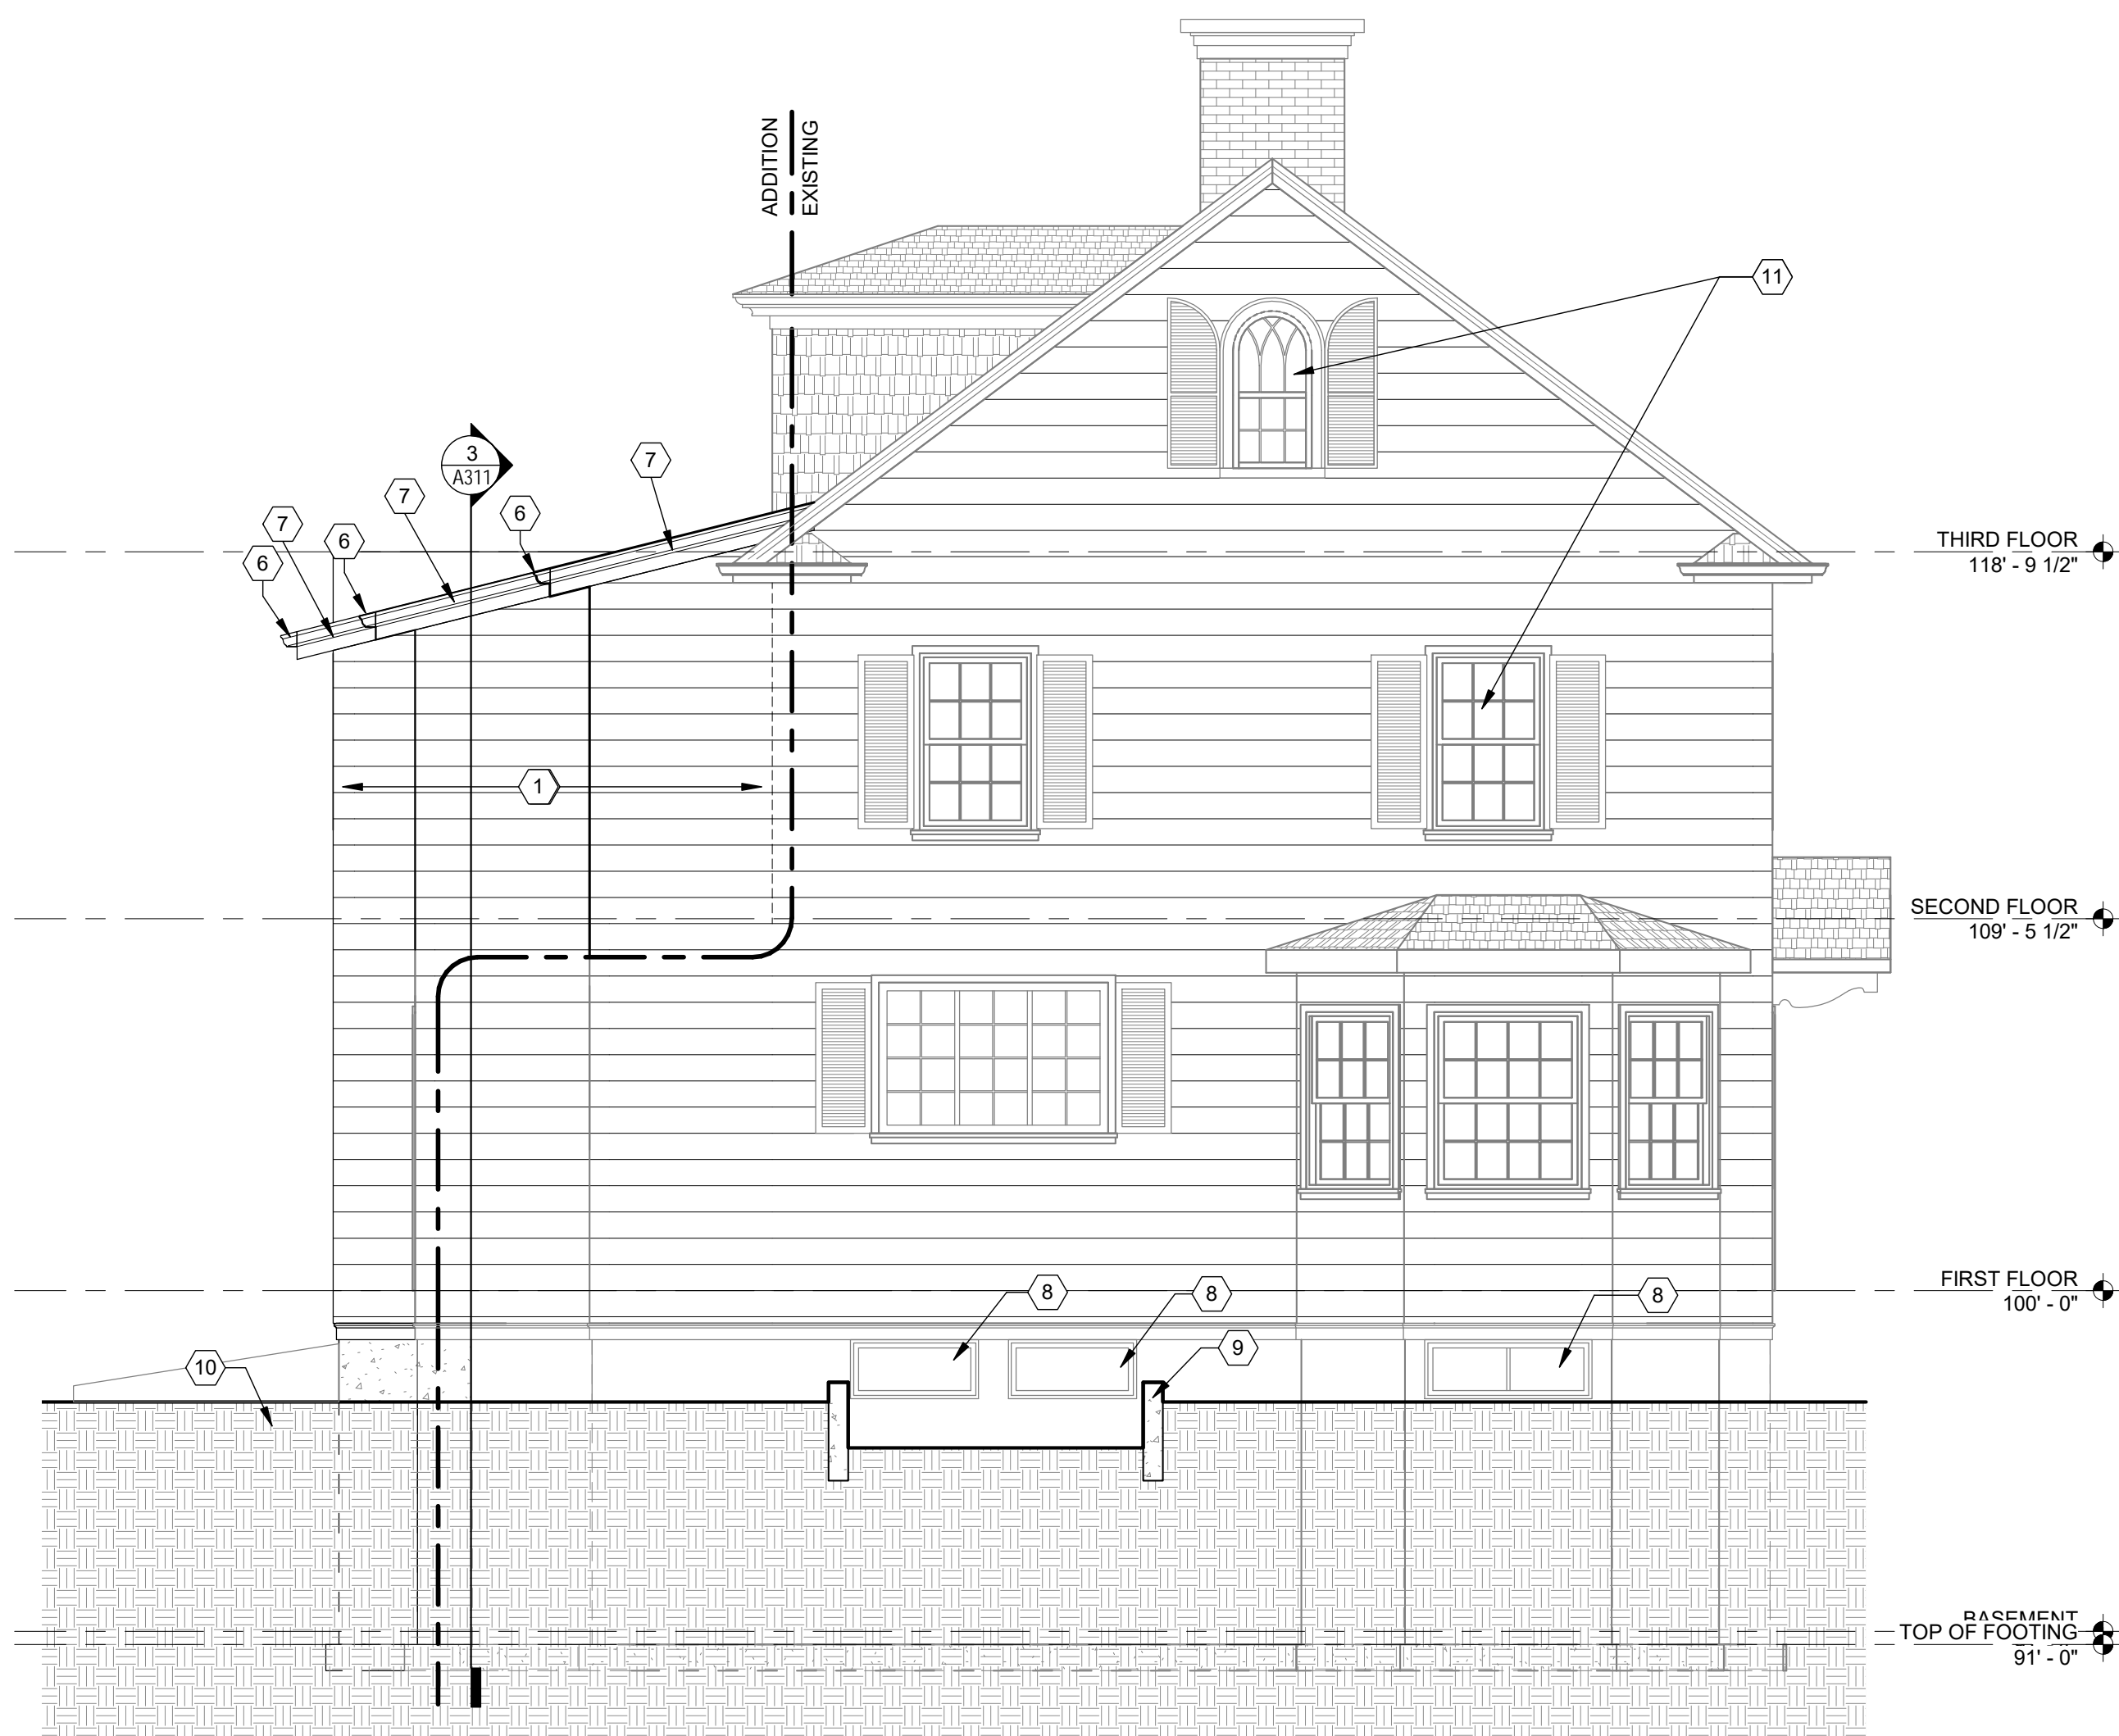 ADDITION
EXISTING
11
3
A311
7
7
6
7
6
6
THIRD FLOOR
118' - 9 1/2"
1
SECOND FLOOR
109' - 5 1/2"
FIRST FLOOR
100' - 0"
8
8
8
9
10
BASEMENT
TOP OF FOOTING
91' - 0"